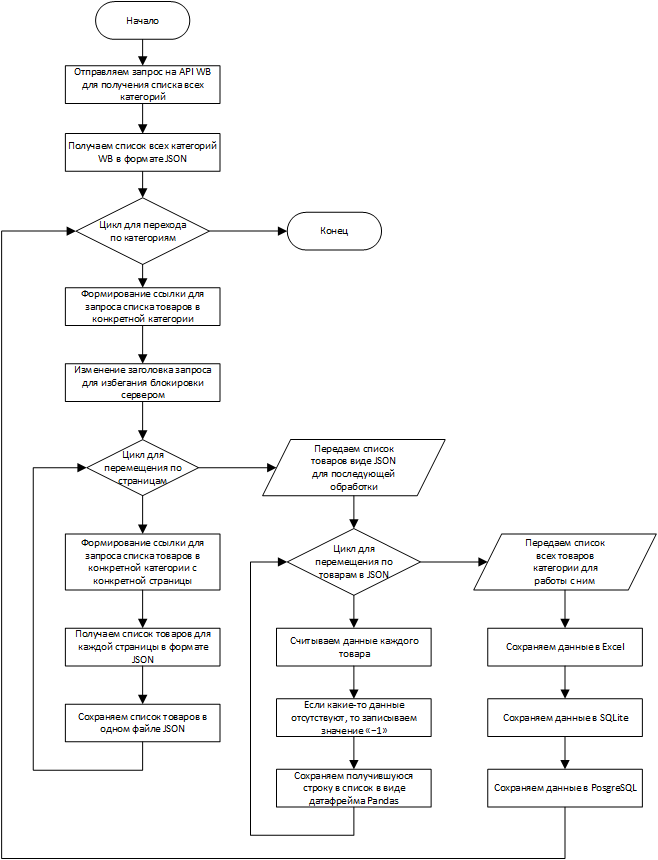 Начало
Отправляем запрос на API WB
для получения списка всех
категорий
Получаем список всех категорий
WB в формате JSON
Цикл для перехода
по категориям
Конец
Формирование ссылки для
запроса списка товаров в
конкретной категории
Изменение заголовка запроса
для избегания блокировки
сервером
Цикл для
перемещения по
страницам
Передаем список
товаров виде JSON
для последующей
обработки
Формирование ссылки для
запроса списка товаров в
конкретной категории с
конкретной страницы
Цикл для
перемещения по
товарам в JSON
Передаем список
всех товаров
категории для
работы с ним
Получаем список товаров для
каждой страницы в формате
JSON
Считываем данные каждого
товара
Сохраняем данные в Excel
Сохраняем список товаров в
одном файле JSON
Если какие-то данные
отсутствуют, то записываем
значение «−1»
Сохраняем данные в SQLite
Сохраняем получившуюся
строку в список в виде
датафрейма Pandas
Сохраняем данные в PosgreSQL